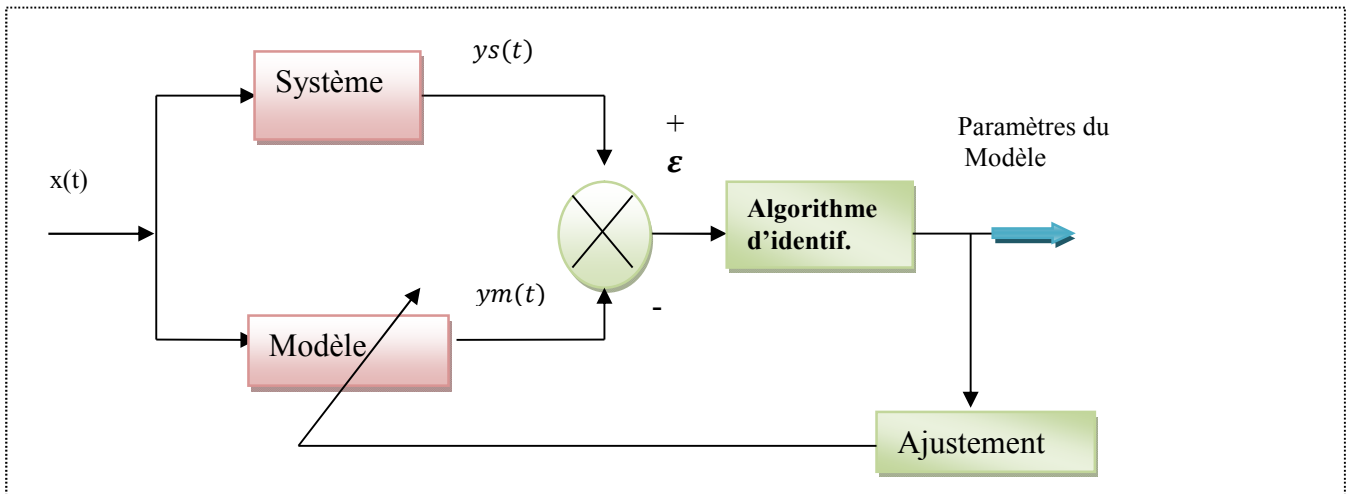 ys(t)
Système
+
Paramètres du
Modèle
ε
x(t)
Algorithme
d’identif.
ym(t)
-
Modèle
Ajustement